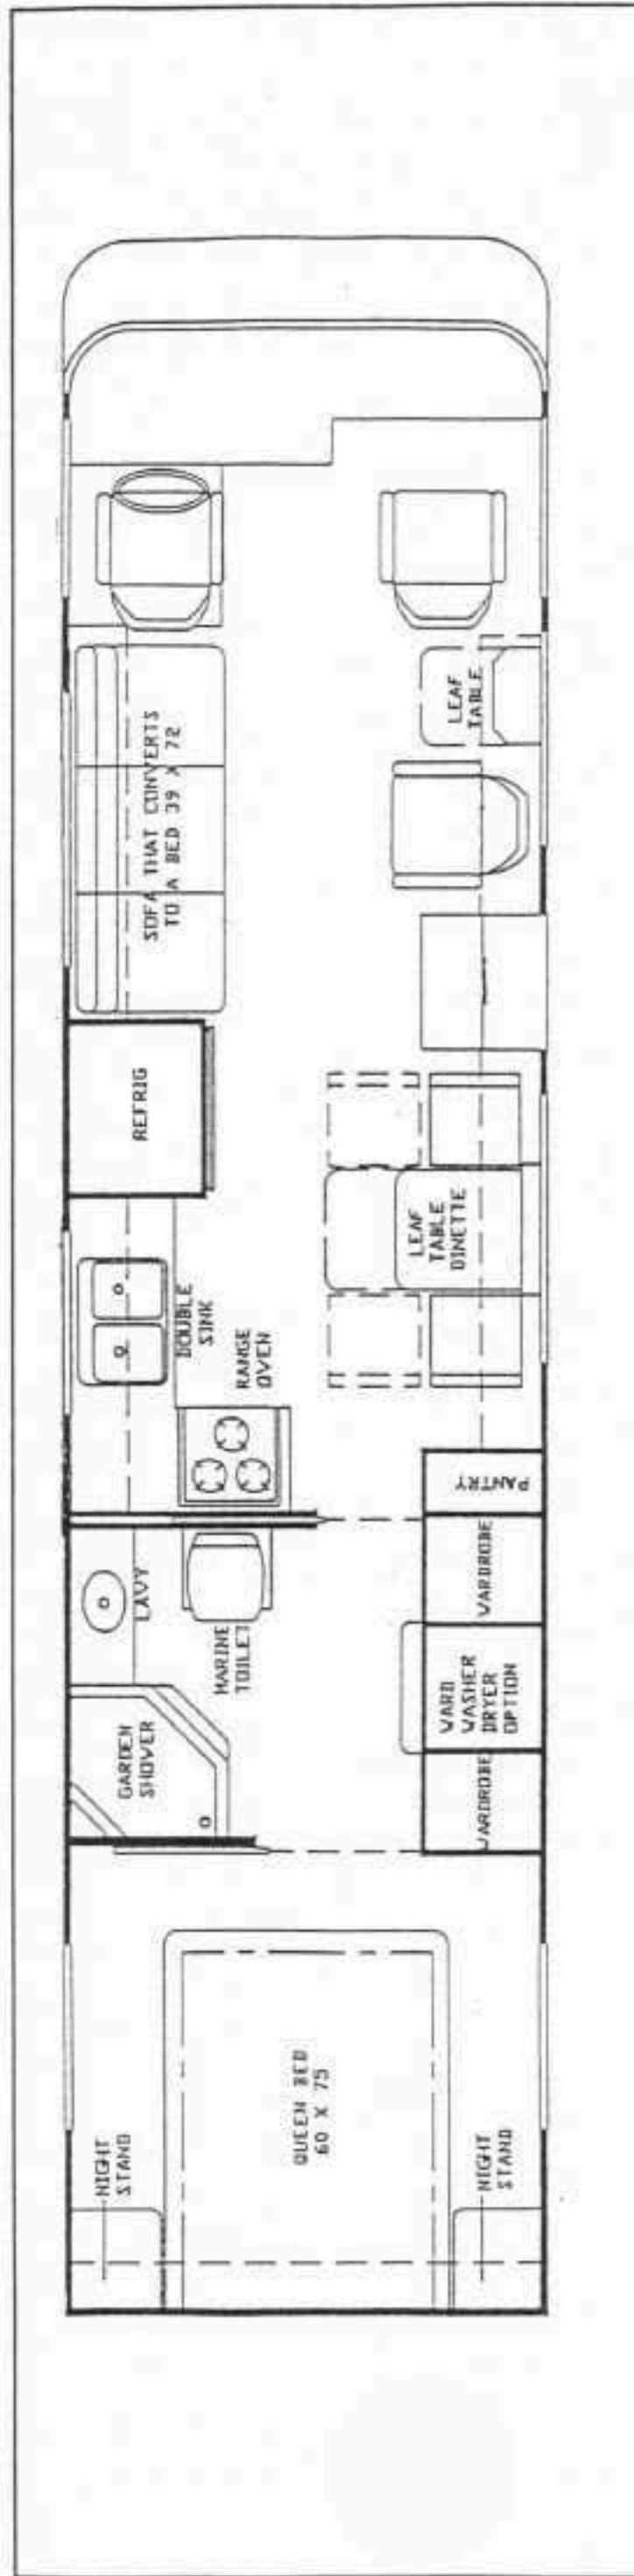 SOFA THAT CONVERTS
TO A BED 39 X 72
LEAF
TABLE
REFRIG
DOUBLE
SINK
RANGE
OVEN
LEAF
TABLE
DINETTE
PANTRY
LAVY
MARINE
TOILET
GARDEN
SHOWER
WARDROBE
WARD
WASHER
DRYER
OPTION
WARDROBE
QUEEN BED
60 X 75
NIGHT
STAND
NIGHT
STAND